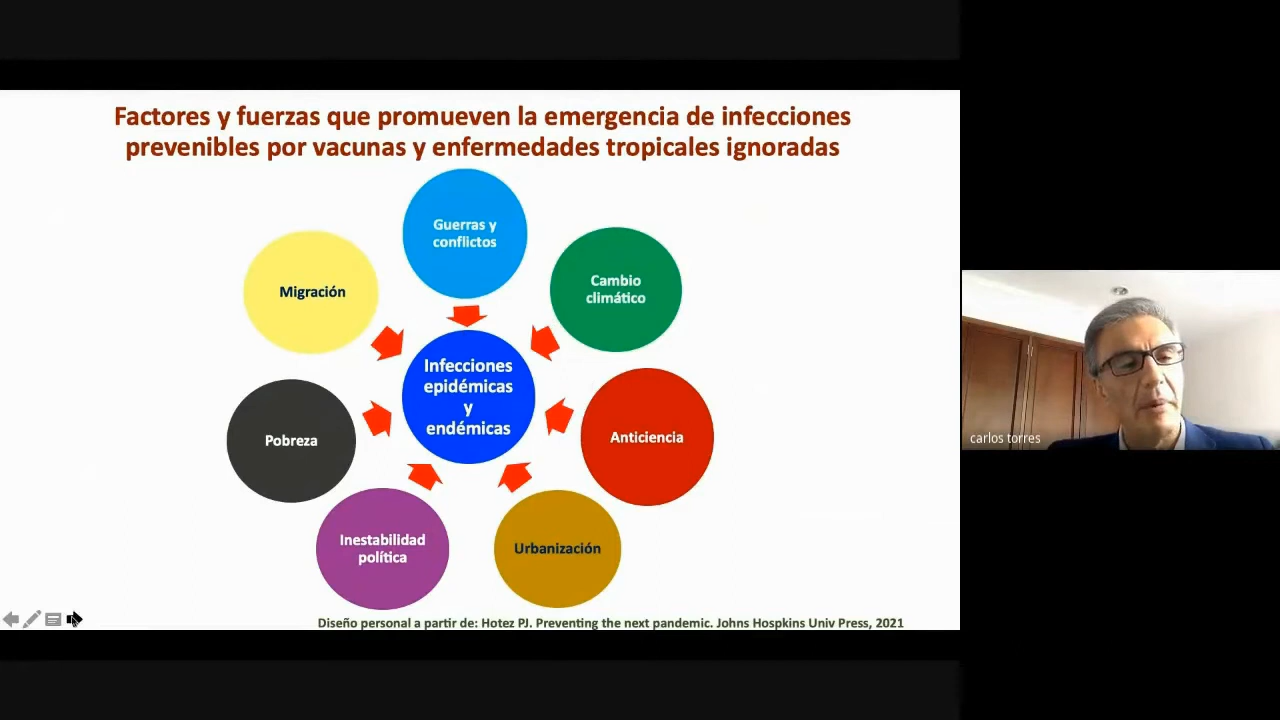 Factores y fuerzas que promueven la emergencia de infecciones
prevenibles por vacunas y enfermedades tropicales ignoradas
Guerras y
conflictos
Migración
Cambio
climático
Infecciones
epidémicas
y
endémicas
Pobreza
Anticiencia
Inestabilidad
política
Urbanización
Diseño personal a partir de: Hotez PJ. Preventing the next pandemic. Johns Hospkins Univ Press, 2021
carlos torres